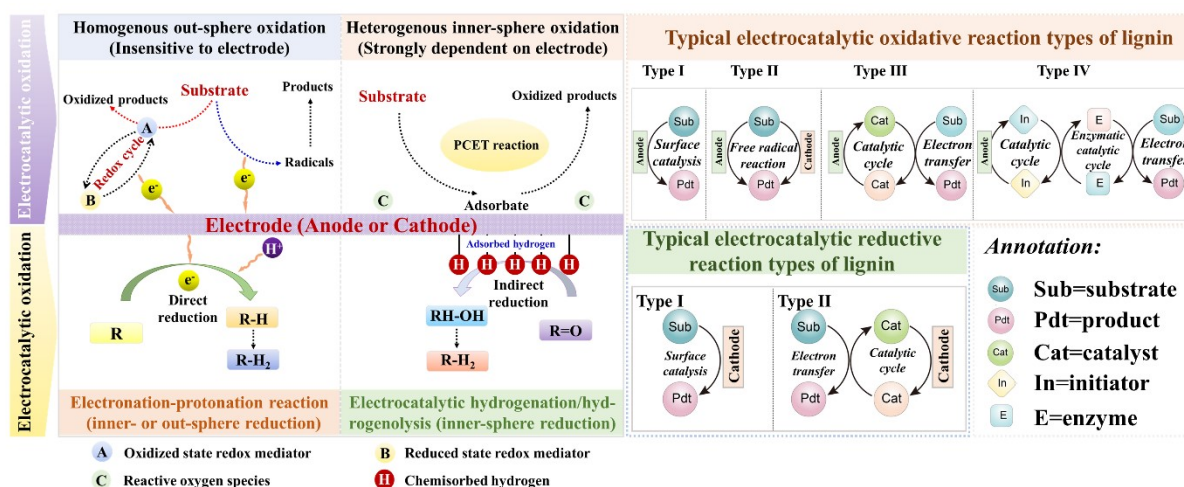 Electrocatalytic oxidation
Homogenous out-sphere oxidation
(Insensitive to electrode)
Oxidized products
Substrate
Products
A
Redox cycle
B
e-
e-
Radicals
Heterogenous inner-sphere oxidation
(Strongly dependent on electrode)
Substrate
Oxidized products
PCET reaction
C
Adsorbate
C
Electrode (Anode or Cathode)
Electrocatalytic oxidation
H+
e-
Direct
reduction
R
R-H
R-H₂
Electronation-protonation reaction
(inner- or out-sphere reduction)
Adsorbed hydrogen
H H H H H
Indirect
reduction
RH-OH
R=O
R-H₂
Electrocatalytic hydrogenation/hyd-
rogenolysis (inner-sphere reduction)
A Oxidized state redox mediator
B Reduced state redox mediator
C Reactive oxygen species
H Chemisorbed hydrogen
Typical electrocatalytic oxidative reaction types of lignin
Type I
Type II
Type III
Type IV
Anode
Sub
Surface
catalysis
Pdt
Anode
Sub
Free radical
reaction
Pdt
Cathode
Anode
Cat
Catalytic
cycle
Cat
Sub
Electron
transfer
Pdt
Anode
In
Catalytic
cycle
In
E
Enzymatic
catalytic
cycle
E
Sub
Electron
transfer
Pdt
Typical electrocatalytic reductive
reaction types of lignin
Type I
Sub
Surface
catalysis
Pdt
Cathode
Type II
Sub
Electron
transfer
Pdt
Cat
Catalytic
cycle
Cat
Cathode
Annotation:
Sub Sub=substrate
Pdt Pdt=product
Cat Cat=catalyst
In In=initiator
E E=enzyme